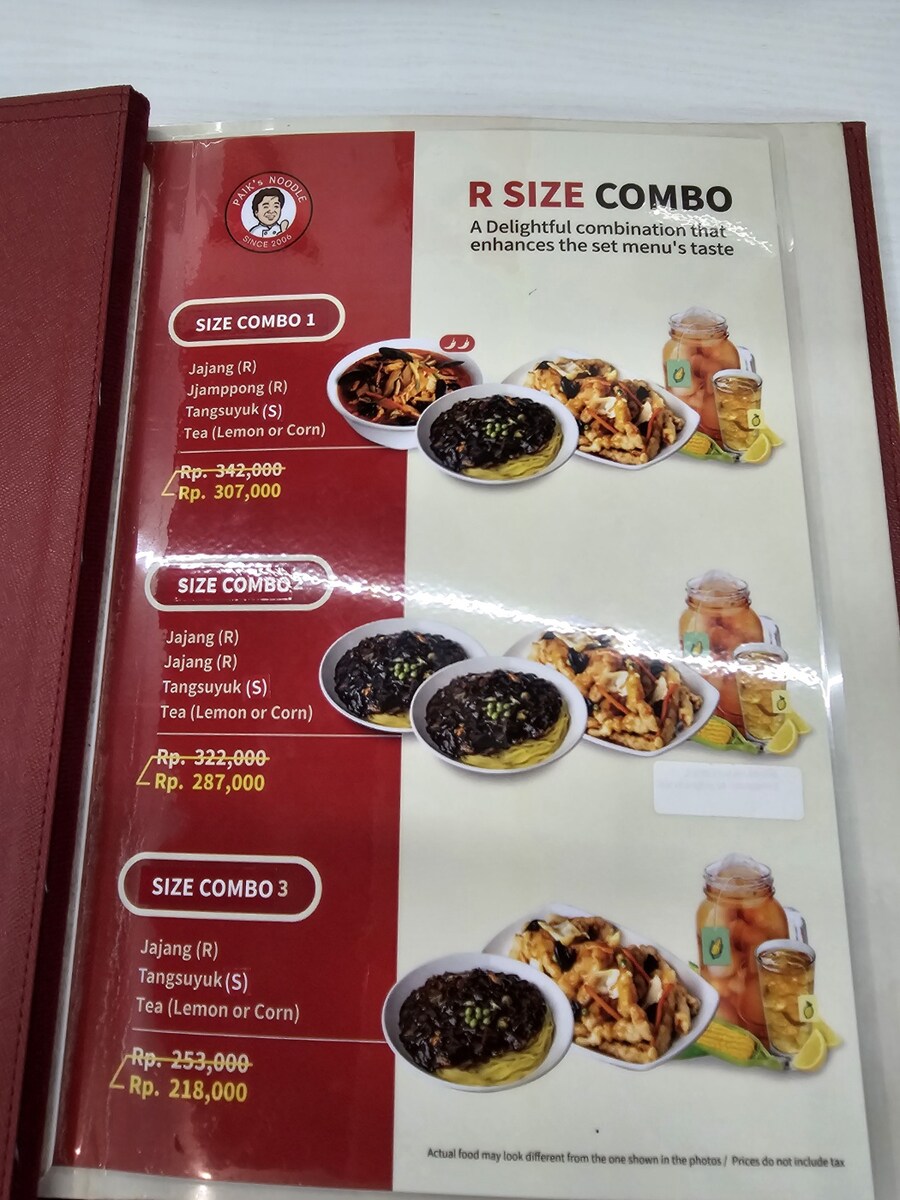 PAIK's NOODLE
SINCE 2006
R SIZE COMBO
A Delightful combination that
enhances the set menu's taste
SIZE COMBO 1
Jajang (R)
Jjamppong (R)
Tangsuyuk (S)
Tea (Lemon or Corn)
Rp. 342,000
Rp. 307,000
SIZE COMBO 2
Jajang (R)
Jajang (R)
Tangsuyuk (S)
Tea (Lemon or Corn)
Rp. 322,000
Rp. 287,000
SIZE COMBO 3
Jajang (R)
Tangsuyuk (S)
Tea (Lemon or Corn)
Rp. 253,000
Rp. 218,000
Actual food may look different from the one shown in the photos / Prices do not include tax